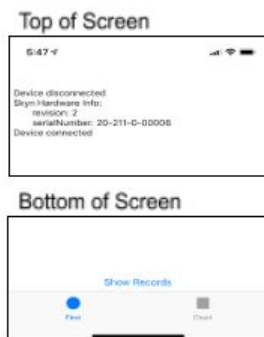 Top of Screen
5:47
Device disconnected
Skyn Hardware Info:
revision: 2
serialNumber: 20-211-0-00006
Device connected
Bottom of Screen
Show Records
First
Chart